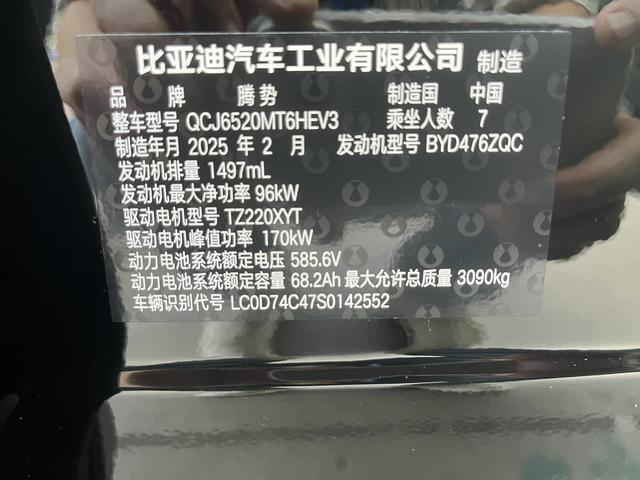 比亚迪汽车工业有限公司 制造
品 牌 腾势 制造国 中国
整车型号 QCJ6520MT6HEV3 乘坐人数 7
制造年月 2025 年 2 月 发动机型号 BYD476ZQC
发动机排量 1497mL
发动机最大净功率 96kW
驱动电机型号 TZ220XYT
驱动电机峰值功率 170kW
动力电池系统额定电压 585.6V
动力电池系统额定容量 68.2Ah 最大允许总质量 3090kg
车辆识别代号 LC0D74C47S0142552